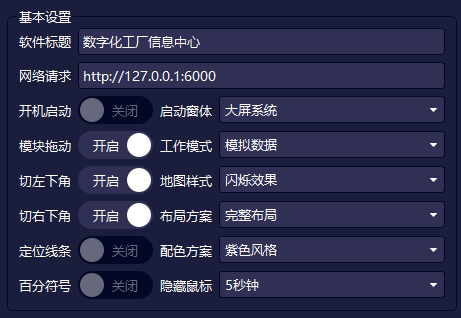 基本设置
软件标题 数字化工厂信息中心
网络请求 http://127.0.0.1:6000
开机启动 关闭 启动窗体 大屏系统
模块拖动 开启 工作模式 模拟数据
切左下角 开启 地图样式 闪烁效果
切右下角 开启 布局方案 完整布局
定位线条 关闭 配色方案 紫色风格
百分符号 关闭 隐藏鼠标 5秒钟